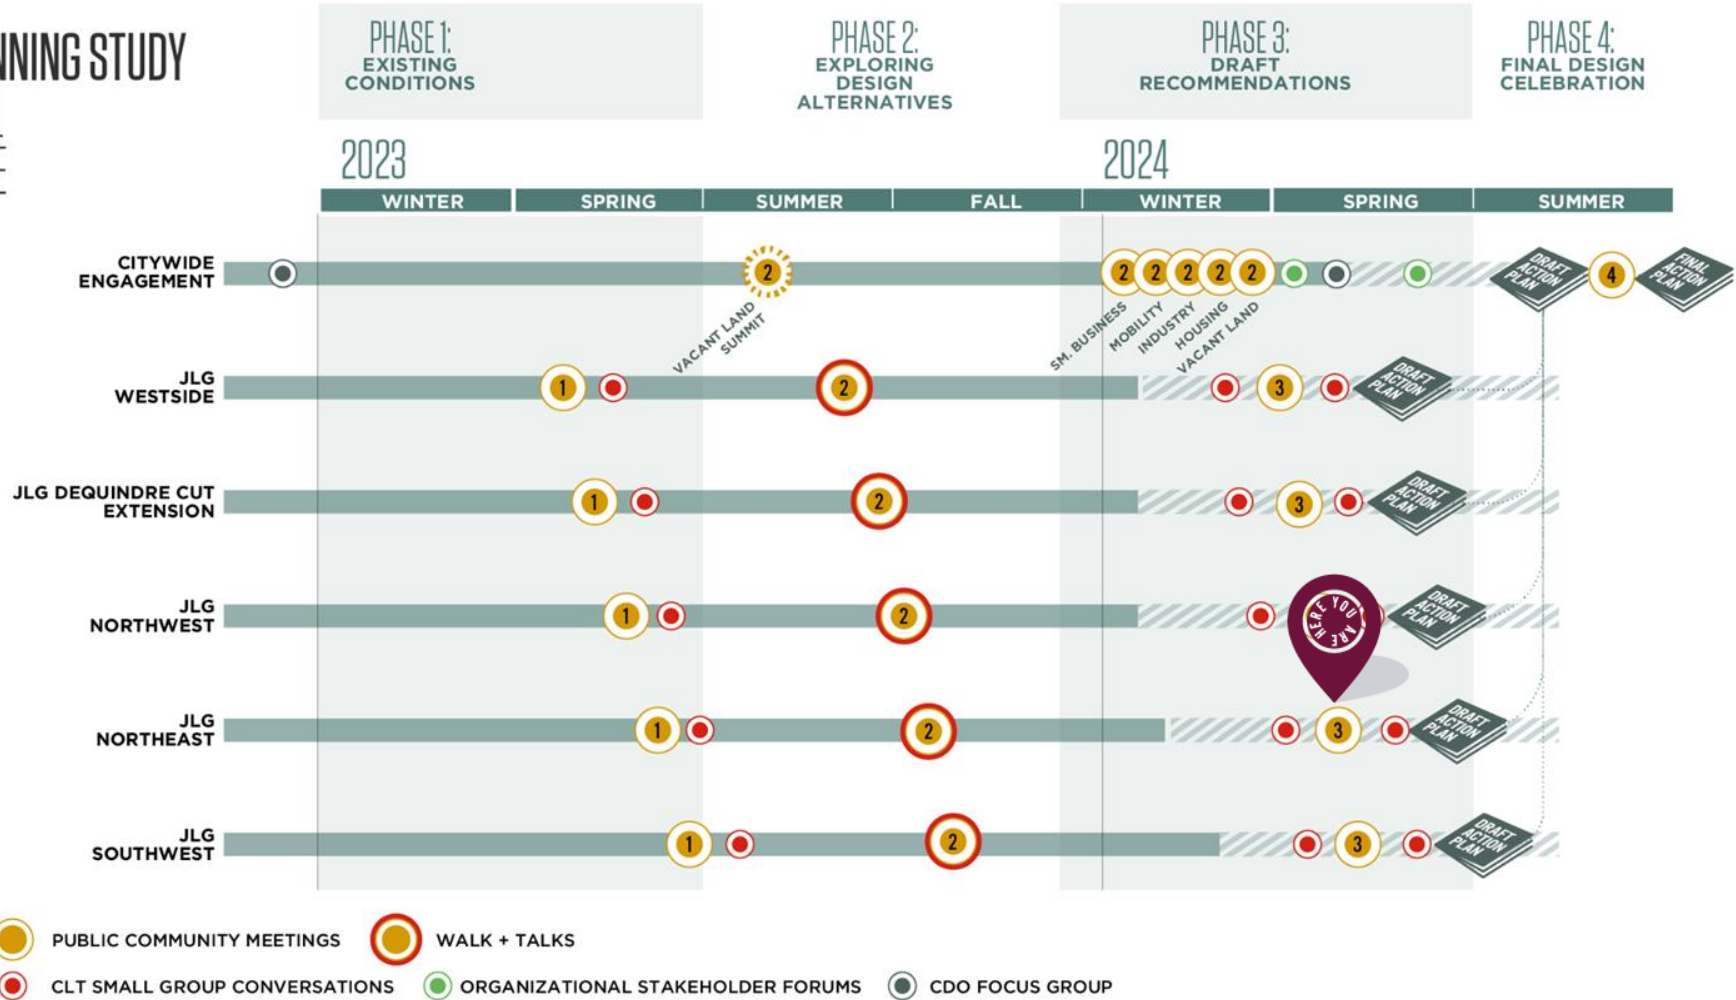 NNING STUDY
PHASE 1:
EXISTING
CONDITIONS
PHASE 2:
EXPLORING
DESIGN
ALTERNATIVES
PHASE 3:
DRAFT
RECOMMENDATIONS
PHASE 4:
FINAL DESIGN
CELEBRATION
2023
2024
WINTER
SPRING
SUMMER
FALL
WINTER
SPRING
SUMMER
CITYWIDE
ENGAGEMENT
2
2
2
2
2
2
DRAFT
ACTION
PLAN
4
FINAL
ACTION
PLAN
VACANT LAND
SUMMIT
SM. BUSINESS
MOBILITY
INDUSTRY
HOUSING
VACANT LAND
JLG
WESTSIDE
1
2
3
DRAFT
ACTION
PLAN
JLG DEQUINDRE CUT
EXTENSION
1
2
3
DRAFT
ACTION
PLAN
JLG
NORTHWEST
1
2
HERE YOU ARE
DRAFT
ACTION
PLAN
JLG
NORTHEAST
1
2
3
DRAFT
ACTION
PLAN
JLG
SOUTHWEST
1
2
3
DRAFT
ACTION
PLAN
PUBLIC COMMUNITY MEETINGS
WALK + TALKS
CLT SMALL GROUP CONVERSATIONS
ORGANIZATIONAL STAKEHOLDER FORUMS
CDO FOCUS GROUP